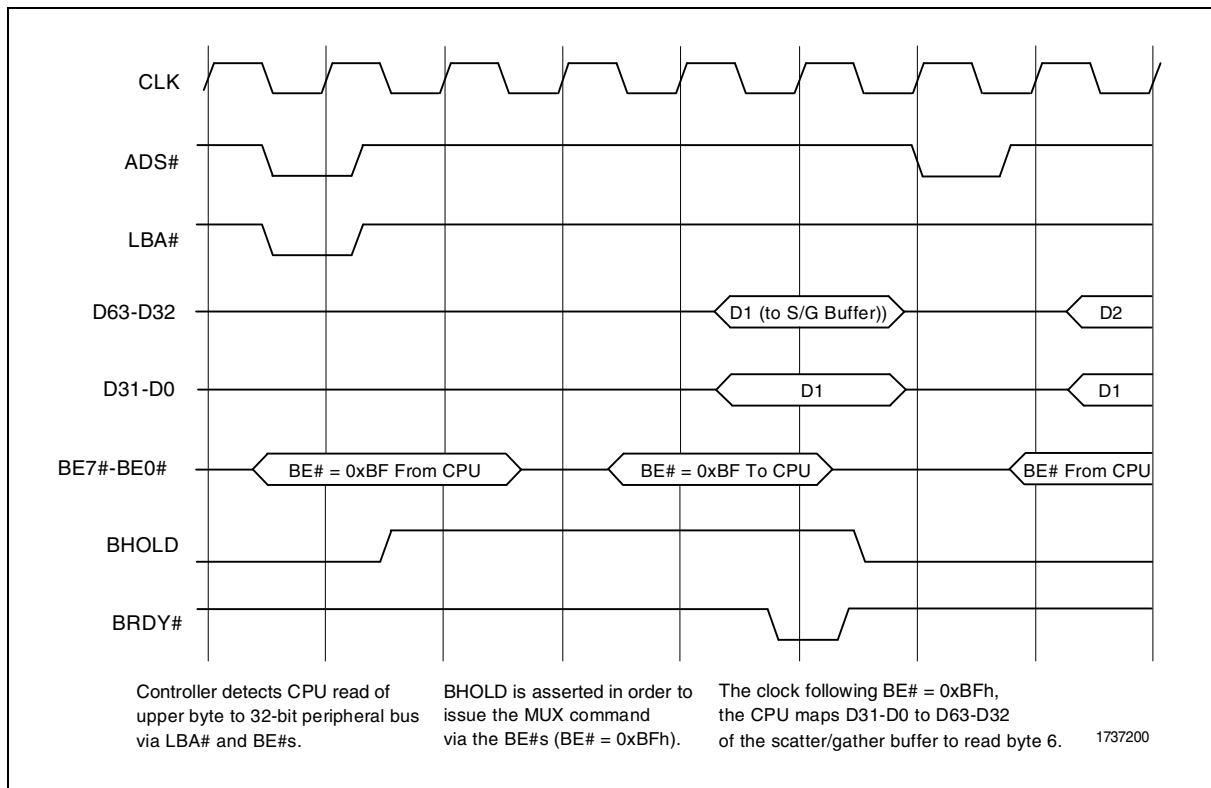 CLK
ADS#
LBA#
D63-D32
D1 (to S/G Buffer))
D2
D31-D0
D1
D1
BE7#-BE0#
BE# = 0xBF From CPU
BE# = 0xBF To CPU
BE# From CPU
BHOLD
BRDY#
Controller detects CPU read of
upper byte to 32-bit peripheral bus
via LBA# and BE#s.
BHOLD is asserted in order to
issue the MUX command
via the BE#s (BE# = 0xBFh).
The clock following BE# = 0xBFh,
the CPU maps D31-D0 to D63-D32
of the scatter/gather buffer to read byte 6.
1737200